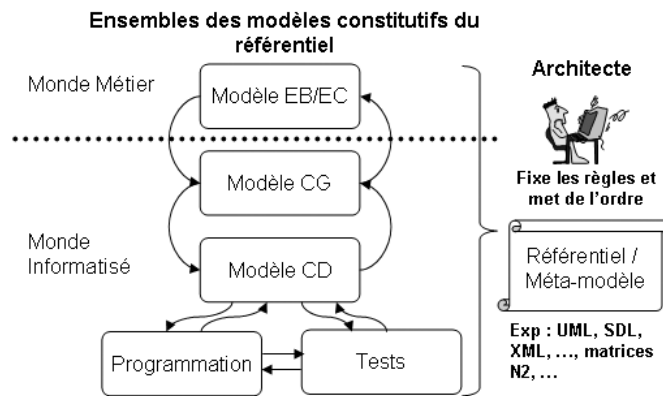 Ensembles des modèles constitutifs du
référentiel
Monde Métier
Modèle EB/EC
Modèle CG
Monde
Informatisé
Modèle CD
Programmation
Tests
Architecte
Fixe les règles et
met de l'ordre
Référentiel /
Méta-modèle
Exp : UML, SDL,
XML, …, matrices
N2, …